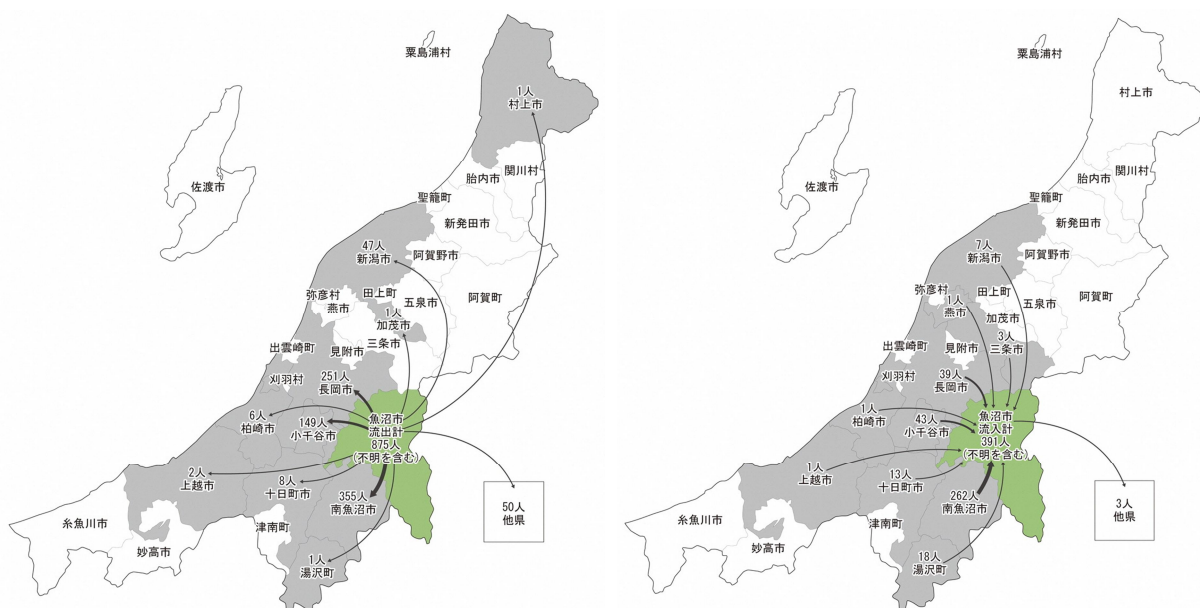 粟島浦村
1人
村上市
関川村
胎内市
佐渡市
聖籠町
新発田市
47人
新潟市
阿賀野市
弥彦村
田上町
五泉市
阿賀町
燕市
1人
加茂市
出雲崎町
見附市
三条市
刈羽村
251人
長岡市
6人
柏崎市
149人
小千谷市
魚沼市
流出計
875人
(不明を含む)
2人
上越市
8人
十日町市
355人
南魚沼市
50人
他県
糸魚川市
妙高市
津南町
1人
湯沢町
粟島浦村
村上市
関川村
胎内市
佐渡市
聖籠町
新発田市
7人
新潟市
阿賀野市
弥彦村
田上町
五泉市
阿賀町
1人
燕市
加茂市
出雲崎町
見附市
3人
三条市
刈羽村
39人
長岡市
1人
柏崎市
43人
小千谷市
魚沼市
流入計
391人
(不明を含む)
1人
上越市
13人
十日町市
262人
南魚沼市
3人
他県
糸魚川市
妙高市
津南町
18人
湯沢町